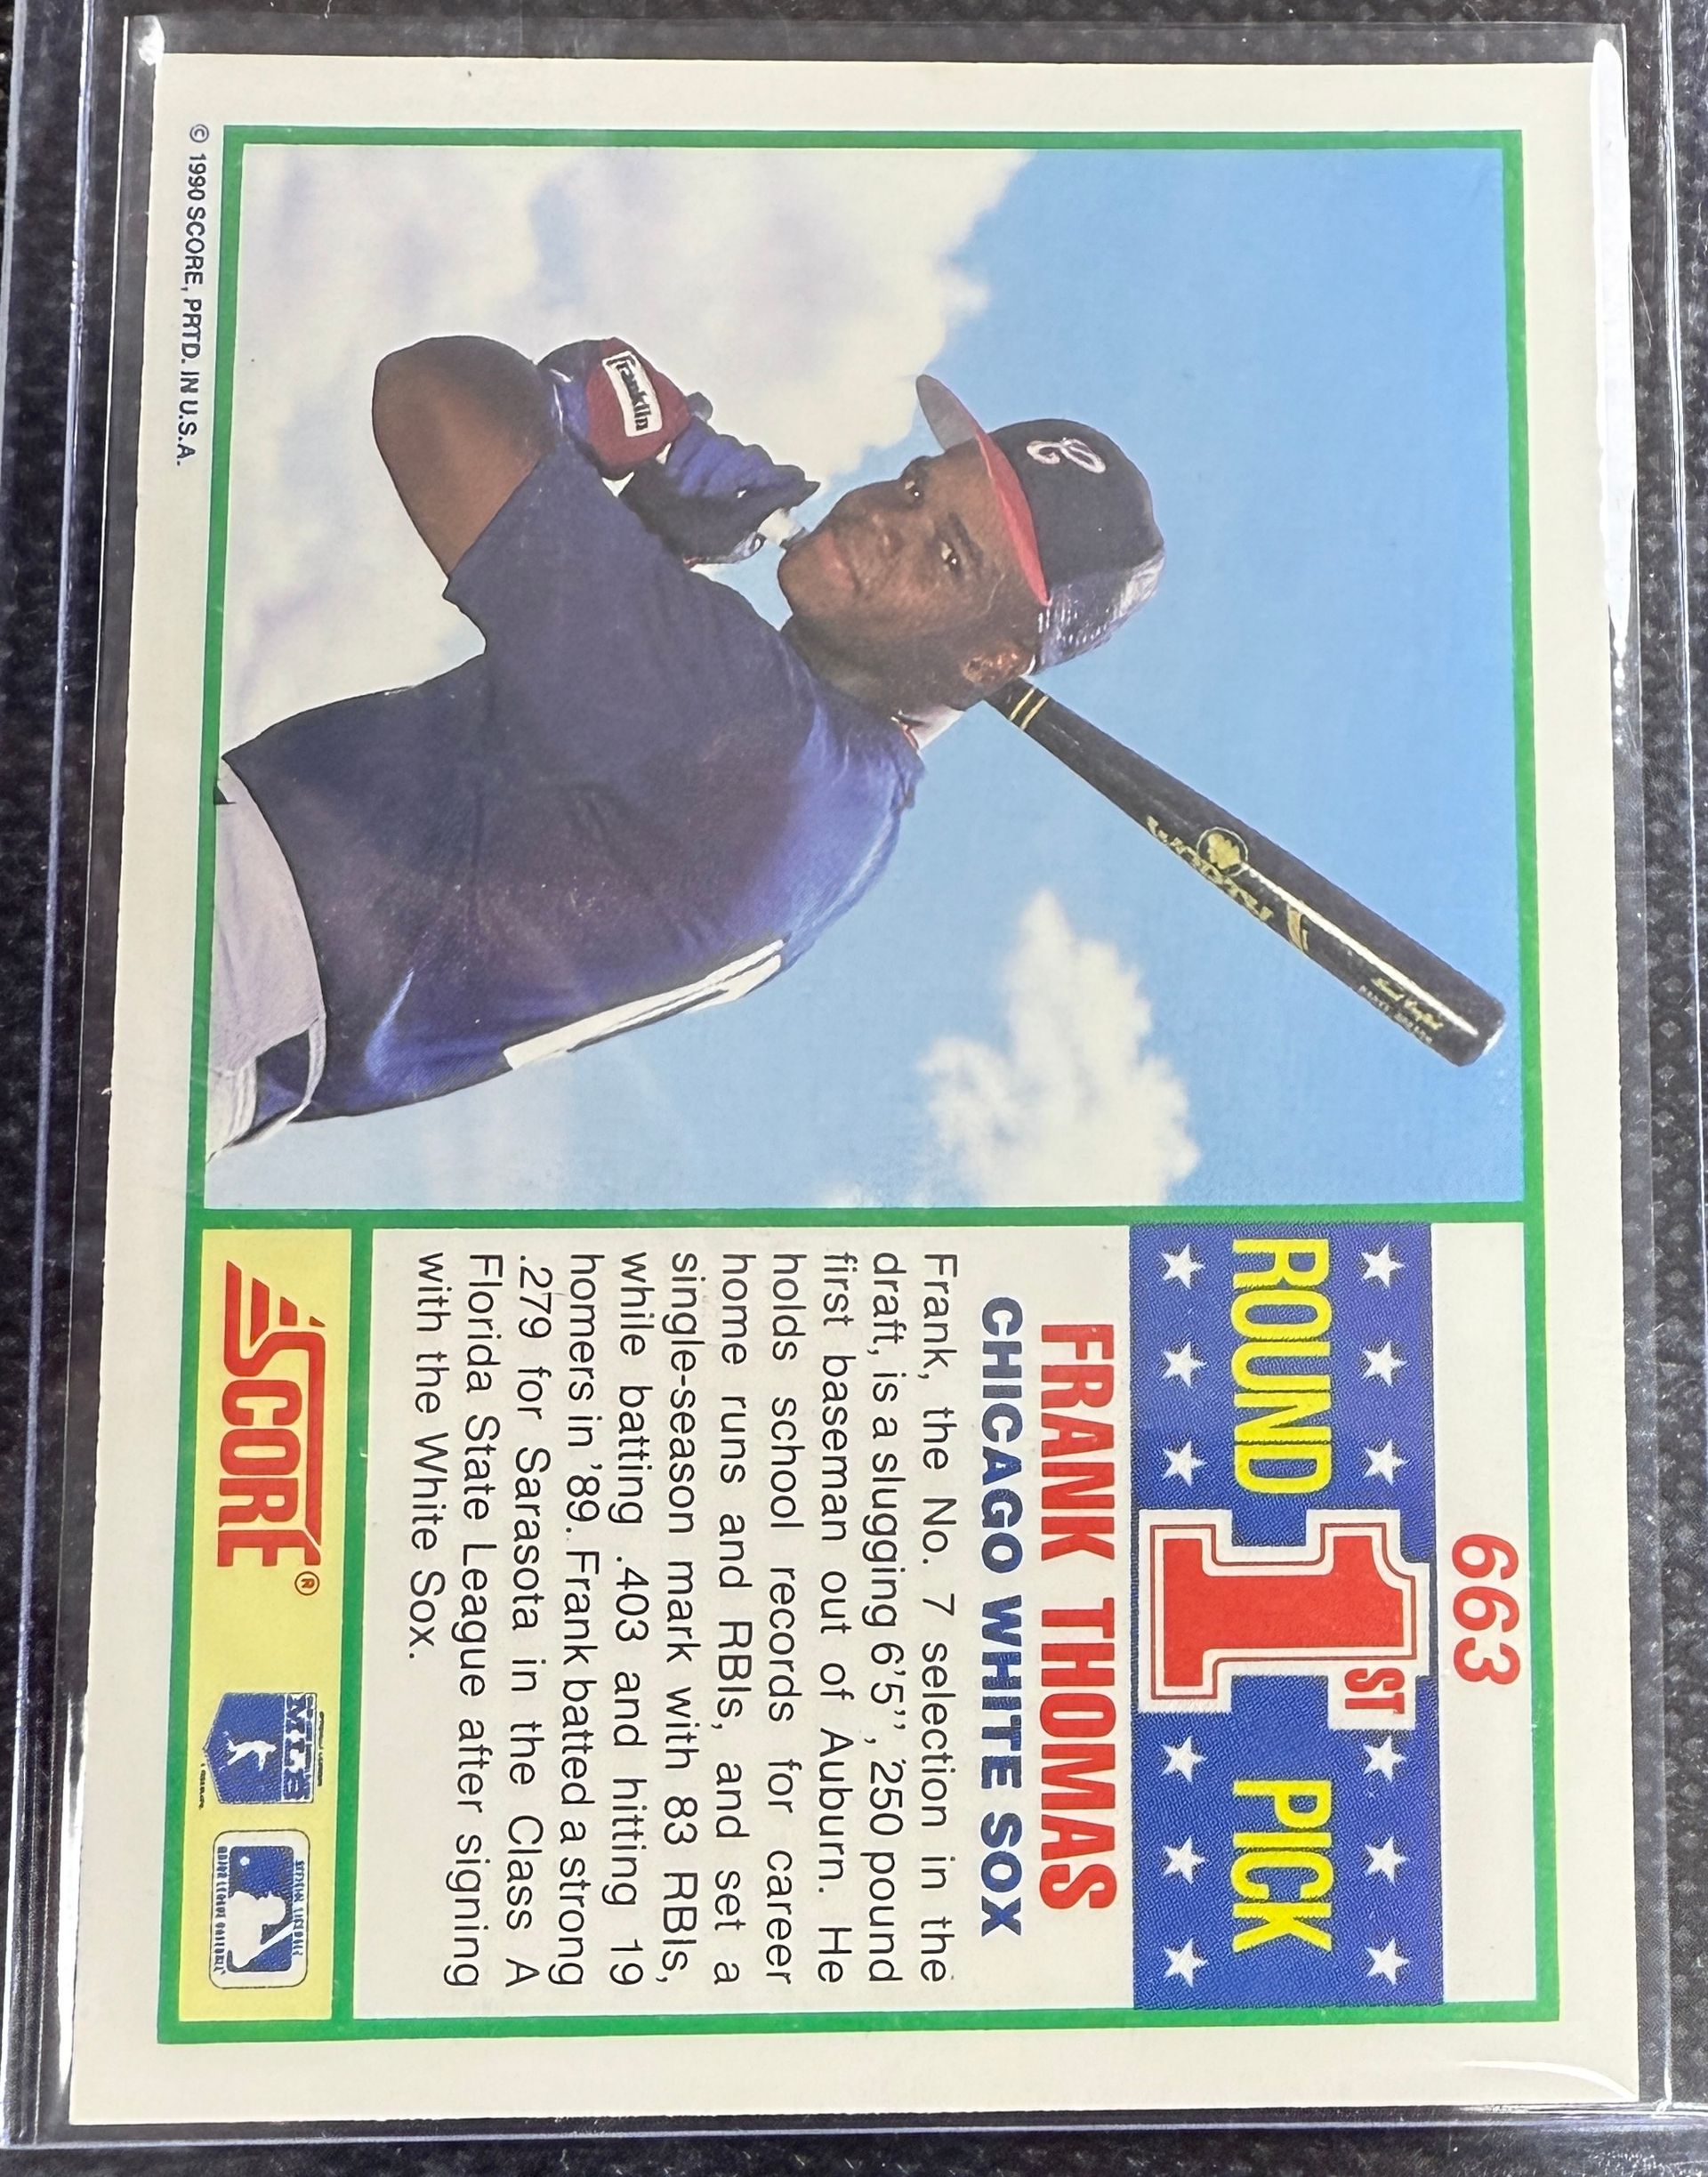 663
ROUND 1ST PICK
FRANK THOMAS
CHICAGO WHITE SOX
Frank, the No. 7 selection in the
draft, is a slugging 6'5'', 250 pound
first baseman out of Auburn. He
holds school records for career
home runs and RBIs, and set a
single-season mark with 83 RBIs,
while batting .403 and hitting 19
homers in '89. Frank batted a strong
.279 for Sarasota in the Class A
Florida State League after signing
with the White Sox.
SCORE®
MLB
© 1990 SCORE, PRTD. IN U.S.A.
Franklin
C